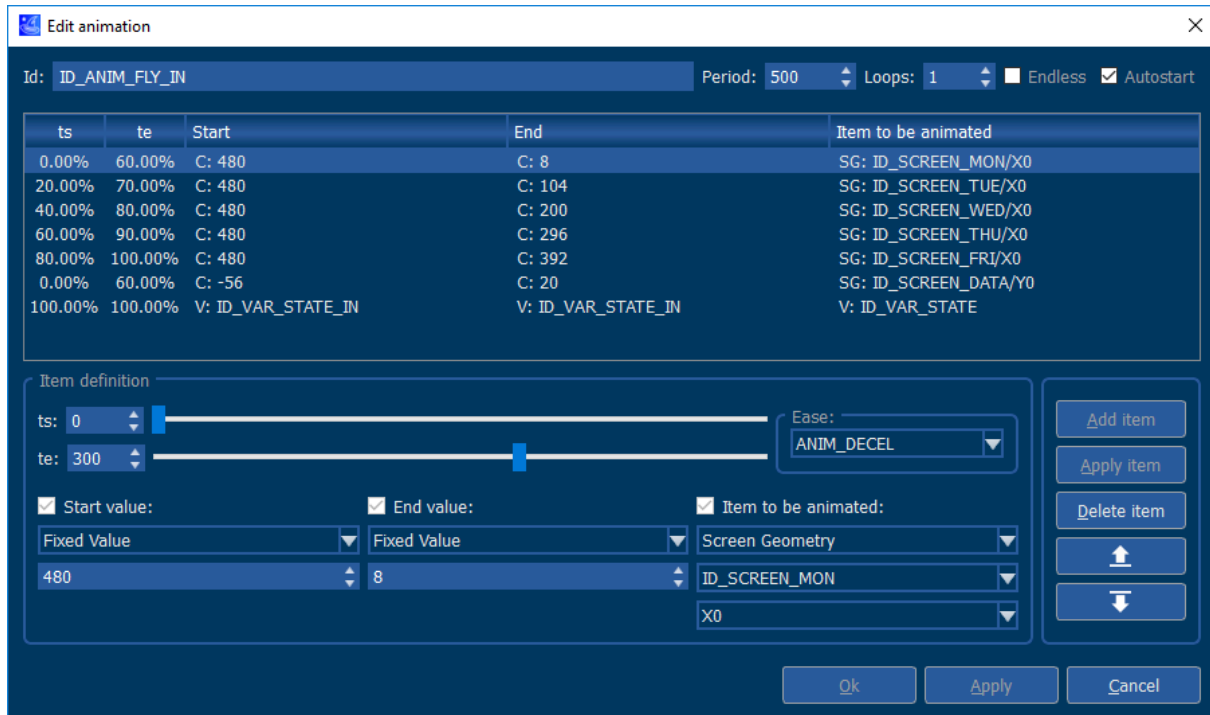 Edit animation
Id: ID_ANIM_FLY_IN Period: 500 Loops: 1 Endless Autostart
ts te Start End Item to be animated
0.00% 60.00% C: 480 C: 8 SG: ID_SCREEN_MON/X0
20.00% 70.00% C: 480 C: 104 SG: ID_SCREEN_TUE/X0
40.00% 80.00% C: 480 C: 200 SG: ID_SCREEN_WED/X0
60.00% 90.00% C: 480 C: 296 SG: ID_SCREEN_THU/X0
80.00% 100.00% C: 480 C: 392 SG: ID_SCREEN_FRI/X0
0.00% 60.00% C: -56 C: 20 SG: ID_SCREEN_DATA/Y0
100.00% 100.00% V: ID_VAR_STATE_IN V: ID_VAR_STATE_IN V: ID_VAR_STATE
Item definition
ts: 0
Ease:
ANIM_DECEL
te: 300
Start value: End value: Item to be animated:
Fixed Value Fixed Value Screen Geometry
480 8 ID_SCREEN_MON
X0
Add item
Apply item
Delete item
Ok Apply Cancel